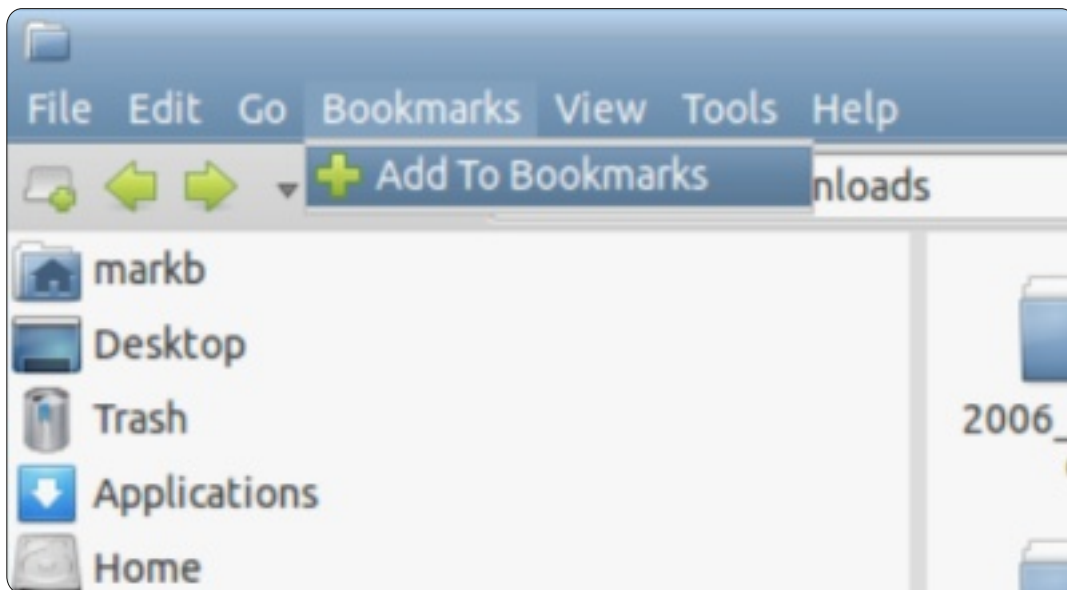 File Edit Go Bookmarks View Tools Help
Add To Bookmarks nloads
markb
Desktop
Trash
Applications
Home
2006_